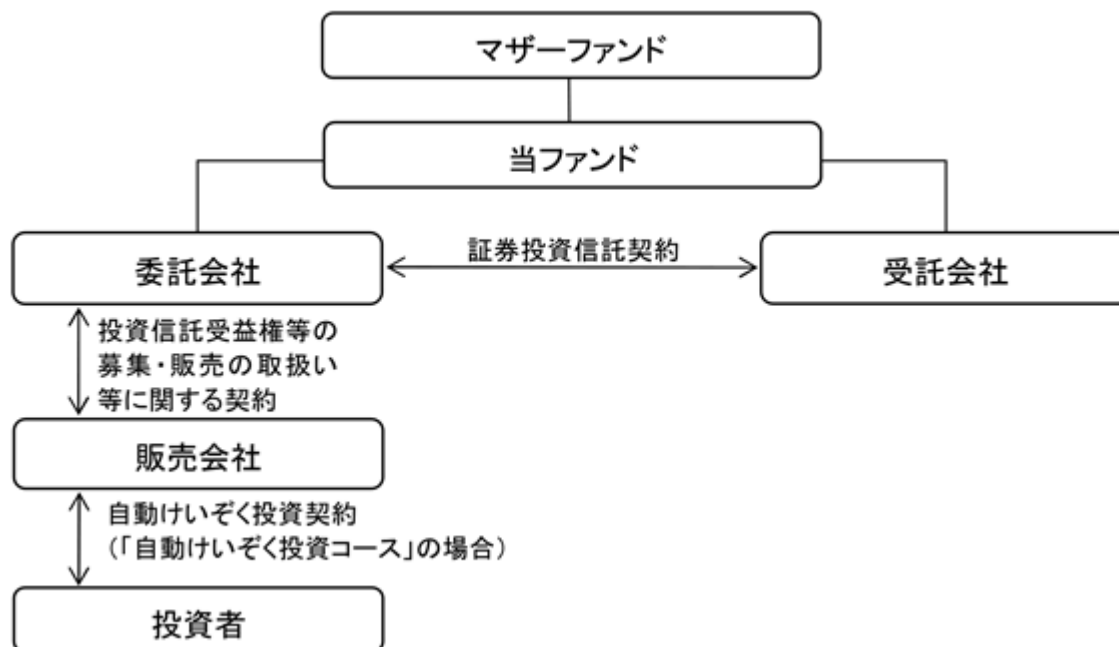 マザーファンド
当ファンド
委託会社
証券投資信託契約
受託会社
投資信託受益権等の
募集・販売の取扱い
等に関する契約
販売会社
自動けいぞく投資契約
（「自動けいぞく投資コース」の場合）
投資者